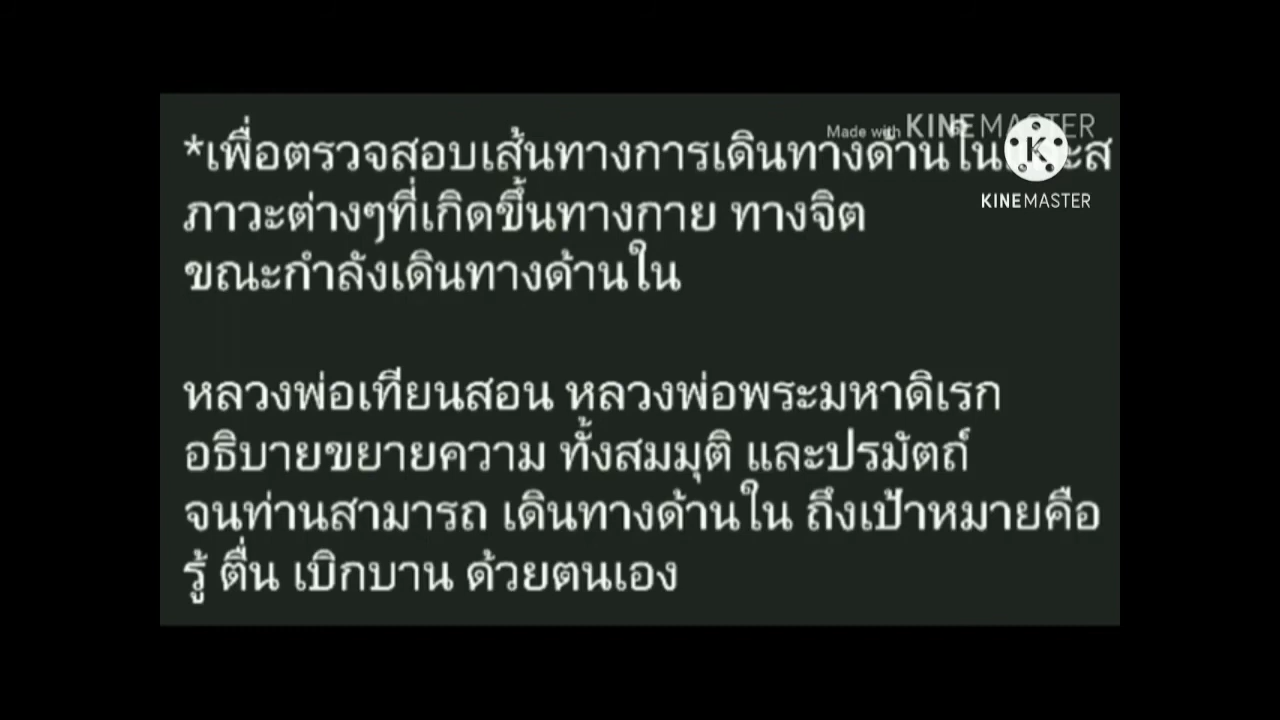 Made with KINEMASTER
*เพื่อตรวจสอบเส้นทางการเดินทางด้านใน
KINEMASTER
ภาวะต่างๆที่เกิดขึ้นทางกาย ทางจิต
ขณะกำลังเดินทางด้านใน
หลวงพ่อเทียนสอน หลวงพ่อพระมหาดิเรก
อธิบายขยายความ ทั้งสมมุติ และปรมัตถ์
จนท่านสามารถ เดินทางด้านใน ถึงเป้าหมายคือ
รู้ ตื่น เบิกบาน ด้วยตนเอง